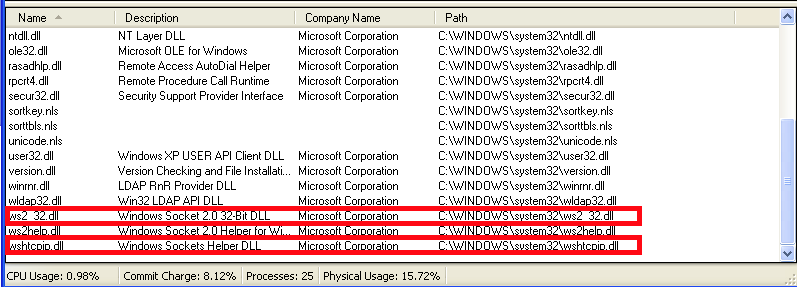 Name Description Company Name Path
ntdll.dll NT Layer DLL Microsoft Corporation C:\WINDOWS\system32\ntdll.dll
ole32.dll Microsoft OLE for Windows Microsoft Corporation C:\WINDOWS\system32\ole32.dll
rasadhlp.dll Remote Access AutoDial Helper Microsoft Corporation C:\WINDOWS\system32\rasadhlp.dll
rpcrt4.dll Remote Procedure Call Runtime Microsoft Corporation C:\WINDOWS\system32\rpcrt4.dll
secur32.dll Security Support Provider Interface Microsoft Corporation C:\WINDOWS\system32\secur32.dll
sortkey.nls C:\WINDOWS\system32\sortkey.nls
sorttbls.nls C:\WINDOWS\system32\sorttbls.nls
unicode.nls C:\WINDOWS\system32\unicode.nls
user32.dll Windows XP USER API Client DLL Microsoft Corporation C:\WINDOWS\system32\user32.dll
version.dll Version Checking and File Installati... Microsoft Corporation C:\WINDOWS\system32\version.dll
winrnr.dll LDAP RnR Provider DLL Microsoft Corporation C:\WINDOWS\system32\winrnr.dll
wldap32.dll Win32 LDAP API DLL Microsoft Corporation C:\WINDOWS\system32\wldap32.dll
ws2_32.dll Windows Socket 2.0 32-Bit DLL Microsoft Corporation C:\WINDOWS\system32\ws2_32.dll
ws2help.dll Windows Socket 2.0 Helper for Wi... Microsoft Corporation C:\WINDOWS\system32\ws2help.dll
wshtcpip.dll Windows Sockets Helper DLL Microsoft Corporation C:\WINDOWS\system32\wshtcpip.dll
CPU Usage: 0.98% Commit Charge: 8.12% Processes: 25 Physical Usage: 15.72%